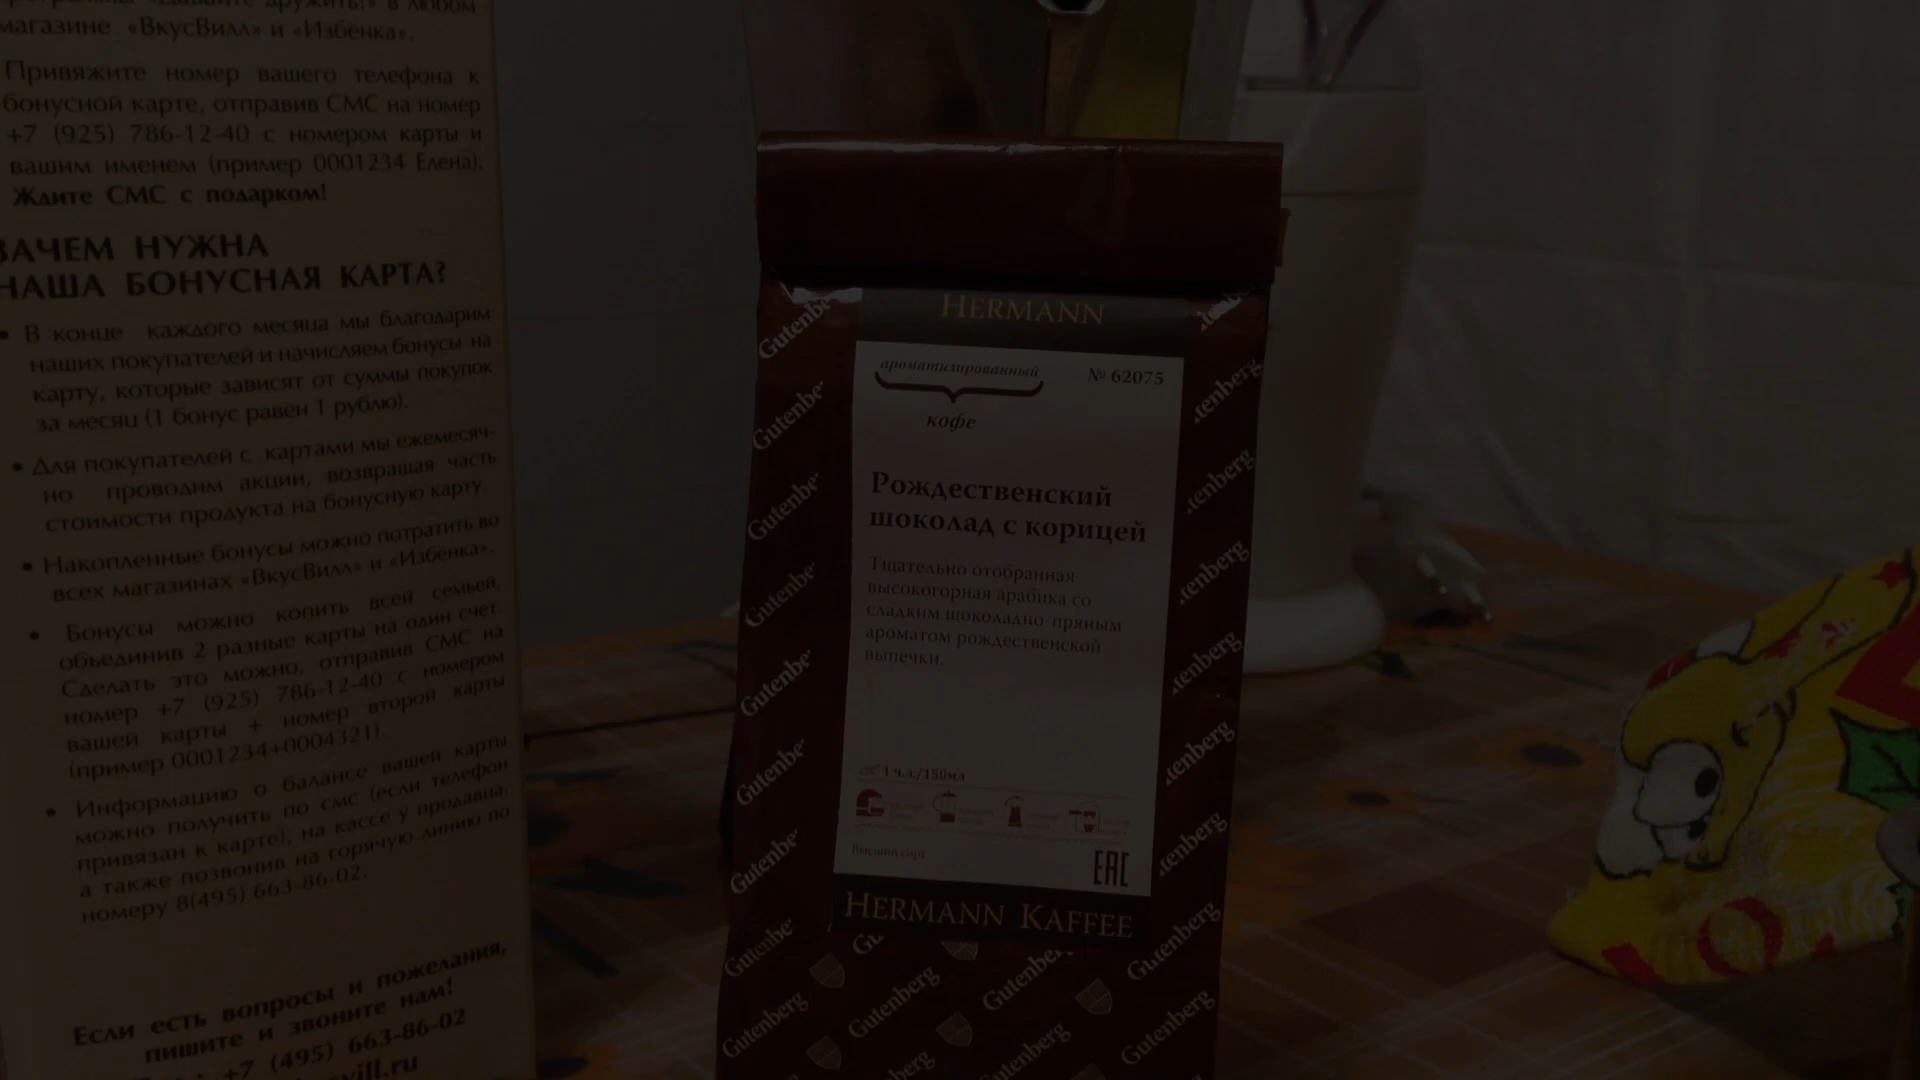 магазине «ВкусВилл» и «Избёнка».
Привяжите номер вашего телефона к
бонусной карте, отправив СМС на номер
+7 (925) 786-12-40 с номером карты и
вашим именем (пример 0001234 Елена).
Ждите СМС с подарком!
ЗАЧЕМ НУЖНА
НАША БОНУСНАЯ КАРТА?
• В конце каждого месяца мы благодарим
наших покупателей и начисляем бонусы на
карту, которые зависят от суммы покупок
за месяц (1 бонус равен 1 рублю).
• Для покупателей с картами мы ежемесяч-
но проводим акции, возвращая часть
стоимости продукта на бонусную карту.
• Накопленные бонусы можно потратить во
всех магазинах «ВкусВилл» и «Избёнка».
• Бонусы можно копить всей семьей,
объединив 2 разные карты на один счет.
Сделать это можно, отправив СМС на
номер +7 (925) 786-12-40 с номером
вашей карты + номер второй карты
(пример 0001234+0004321).
• Информацию о балансе вашей карты
можно получить по смс (если телефон
привязан к карте), на кассе у продавца,
а также позвонив на горячую линию по
номеру 8(495) 663-86-02.
Если есть вопросы и пожелания,
пишите и звоните нам!
+7 (495) 663-86-02
HERMANN
ароматизированный
№ 62075
кофе
Рождественский
шоколад с корицей
Тщательно отобранная
высокогорная арабика со
сладким шоколадно-пряным
ароматом рождественской
выпечки.
1 ч.л./150мл
Высший сорт
EAC
HERMANN KAFFEE
Gutenberg
Gutenberg
Gutenberg
Gutenberg
Gutenberg
Gutenberg
Gutenberg